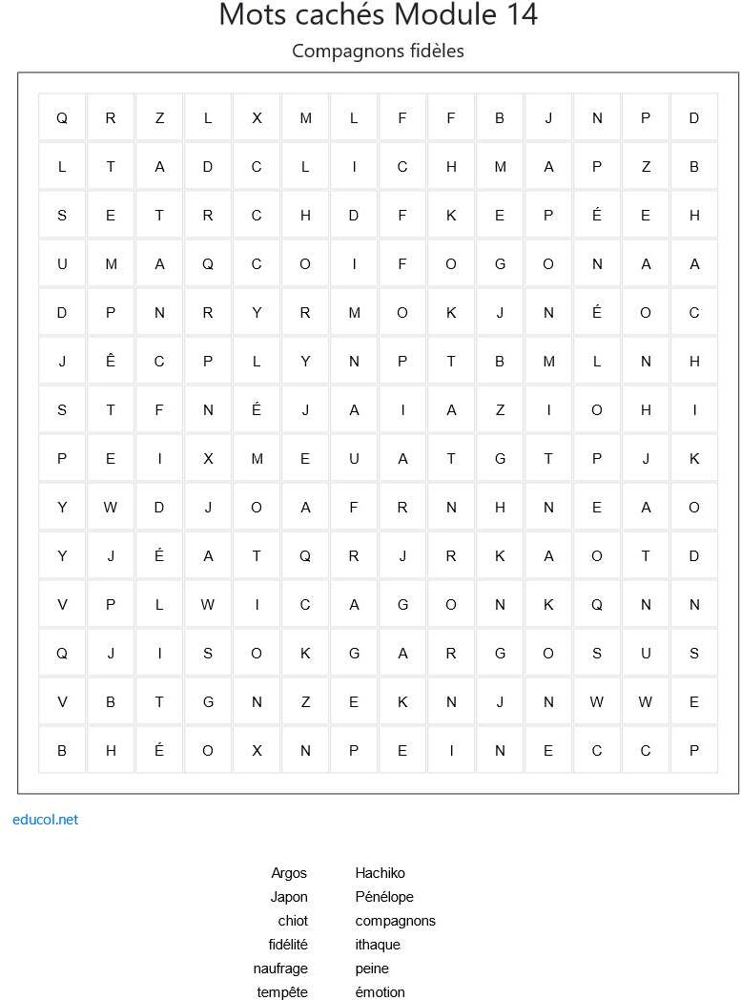 Mots cachés Module 14
Compagnons fidèles
Q R Z L X M L F F B J N P D
L T A D C L I C H M A P Z B
S E T R C H D F K E P É E H
U M A Q C O I F O G O N A A
D P N R Y R M O K J N É O C
J Ê C P L Y N P T B M L N H
S T F N É J A I A Z I O H I
P E I X M E U A T G T P J K
Y W D J O A F R N H N E A O
Y J É A T Q R J R K A O T D
V P L W I C A G O N K Q N N
Q J I S O K G A R G O S U S
V B T G N Z E K N J N W W E
B H É O X N P E I N E C C P
educol.net
Argos Hachiko
Japon Pénélope
chiot compagnons
fidélité ithaque
naufrage peine
tempête émotion